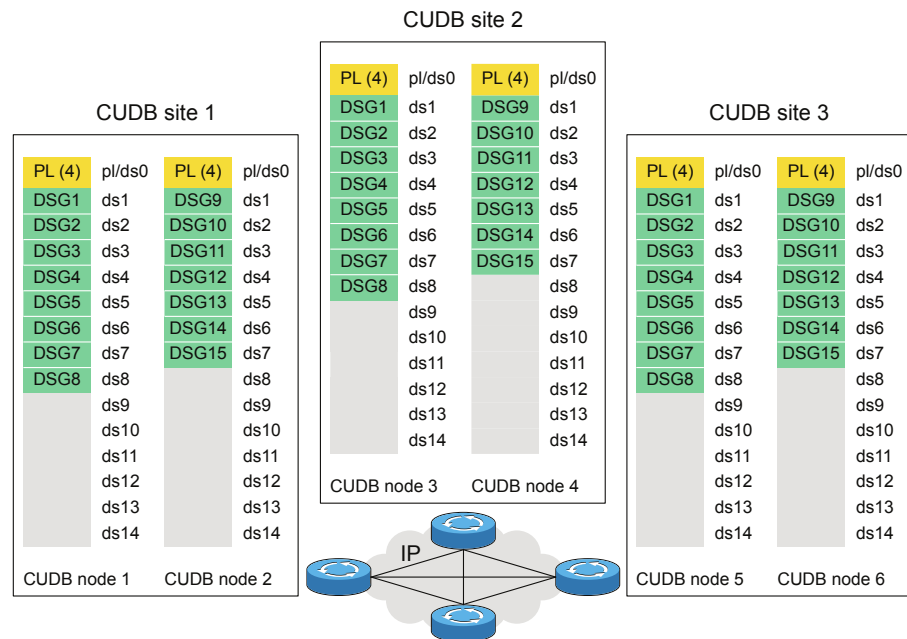 CUDB site 2
PL (4) pl/ds0 PL (4) pl/ds0
DSG1 ds1 DSG9 ds1
DSG2 ds2 DSG10 ds2
DSG3 ds3 DSG11 ds3
DSG4 ds4 DSG12 ds4
DSG5 ds5 DSG13 ds5
DSG6 ds6 DSG14 ds6
DSG7 ds7 DSG15 ds7
DSG8 ds8 ds8
ds9 ds9
ds10 ds10
ds11 ds11
ds12 ds12
ds13 ds13
ds14 ds14
CUDB node 3 CUDB node 4
CUDB site 1
PL (4) pl/ds0 PL (4) pl/ds0
DSG1 ds1 DSG9 ds1
DSG2 ds2 DSG10 ds2
DSG3 ds3 DSG11 ds3
DSG4 ds4 DSG12 ds4
DSG5 ds5 DSG13 ds5
DSG6 ds6 DSG14 ds6
DSG7 ds7 DSG15 ds7
DSG8 ds8 ds8
ds9 ds9
ds10 ds10
ds11 ds11
ds12 ds12
ds13 ds13
ds14 ds14
CUDB node 1 CUDB node 2
CUDB site 3
PL (4) pl/ds0 PL (4) pl/ds0
DSG1 ds1 DSG9 ds1
DSG2 ds2 DSG10 ds2
DSG3 ds3 DSG11 ds3
DSG4 ds4 DSG12 ds4
DSG5 ds5 DSG13 ds5
DSG6 ds6 DSG14 ds6
DSG7 ds7 DSG15 ds7
DSG8 ds8 ds8
ds9 ds9
ds10 ds10
ds11 ds11
ds12 ds12
ds13 ds13
ds14 ds14
CUDB node 5 CUDB node 6
IP